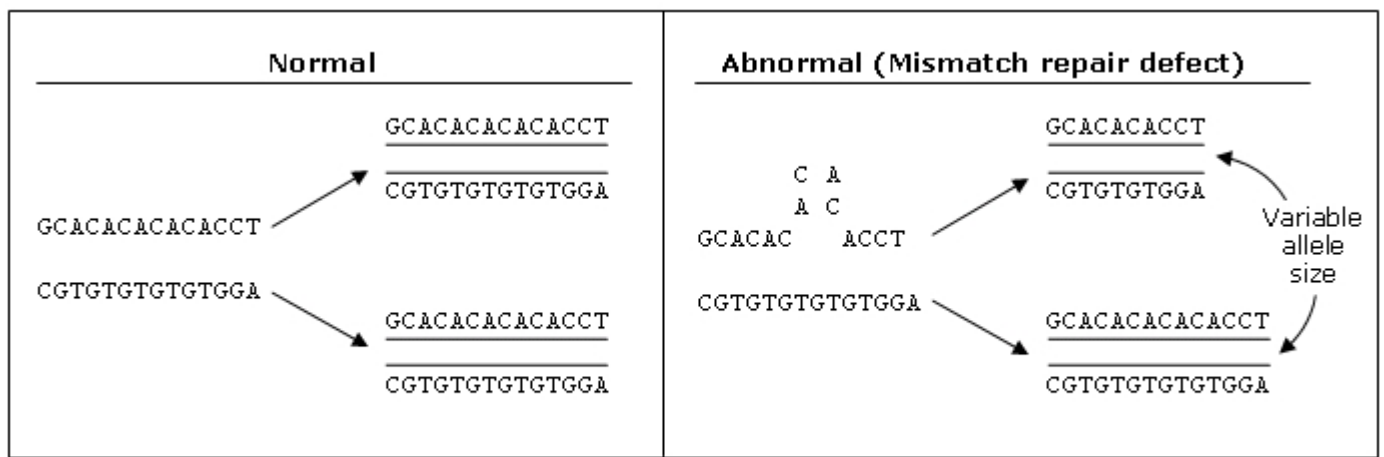 Normal
GCACACACACACCT
CGTGTGTGTGTGGA
GCACACACACACCT
CGTGTGTGTGTGGA
GCACACACACACCT
CGTGTGTGTGTGGA
Abnormal (Mismatch repair defect)
GCACACACCT
CGTGTGTGGA
C A
A C
GCACAC ACCT
CGTGTGTGTGTGGA
Variable
allele
size
GCACACACACACCT
CGTGTGTGTGTGGA